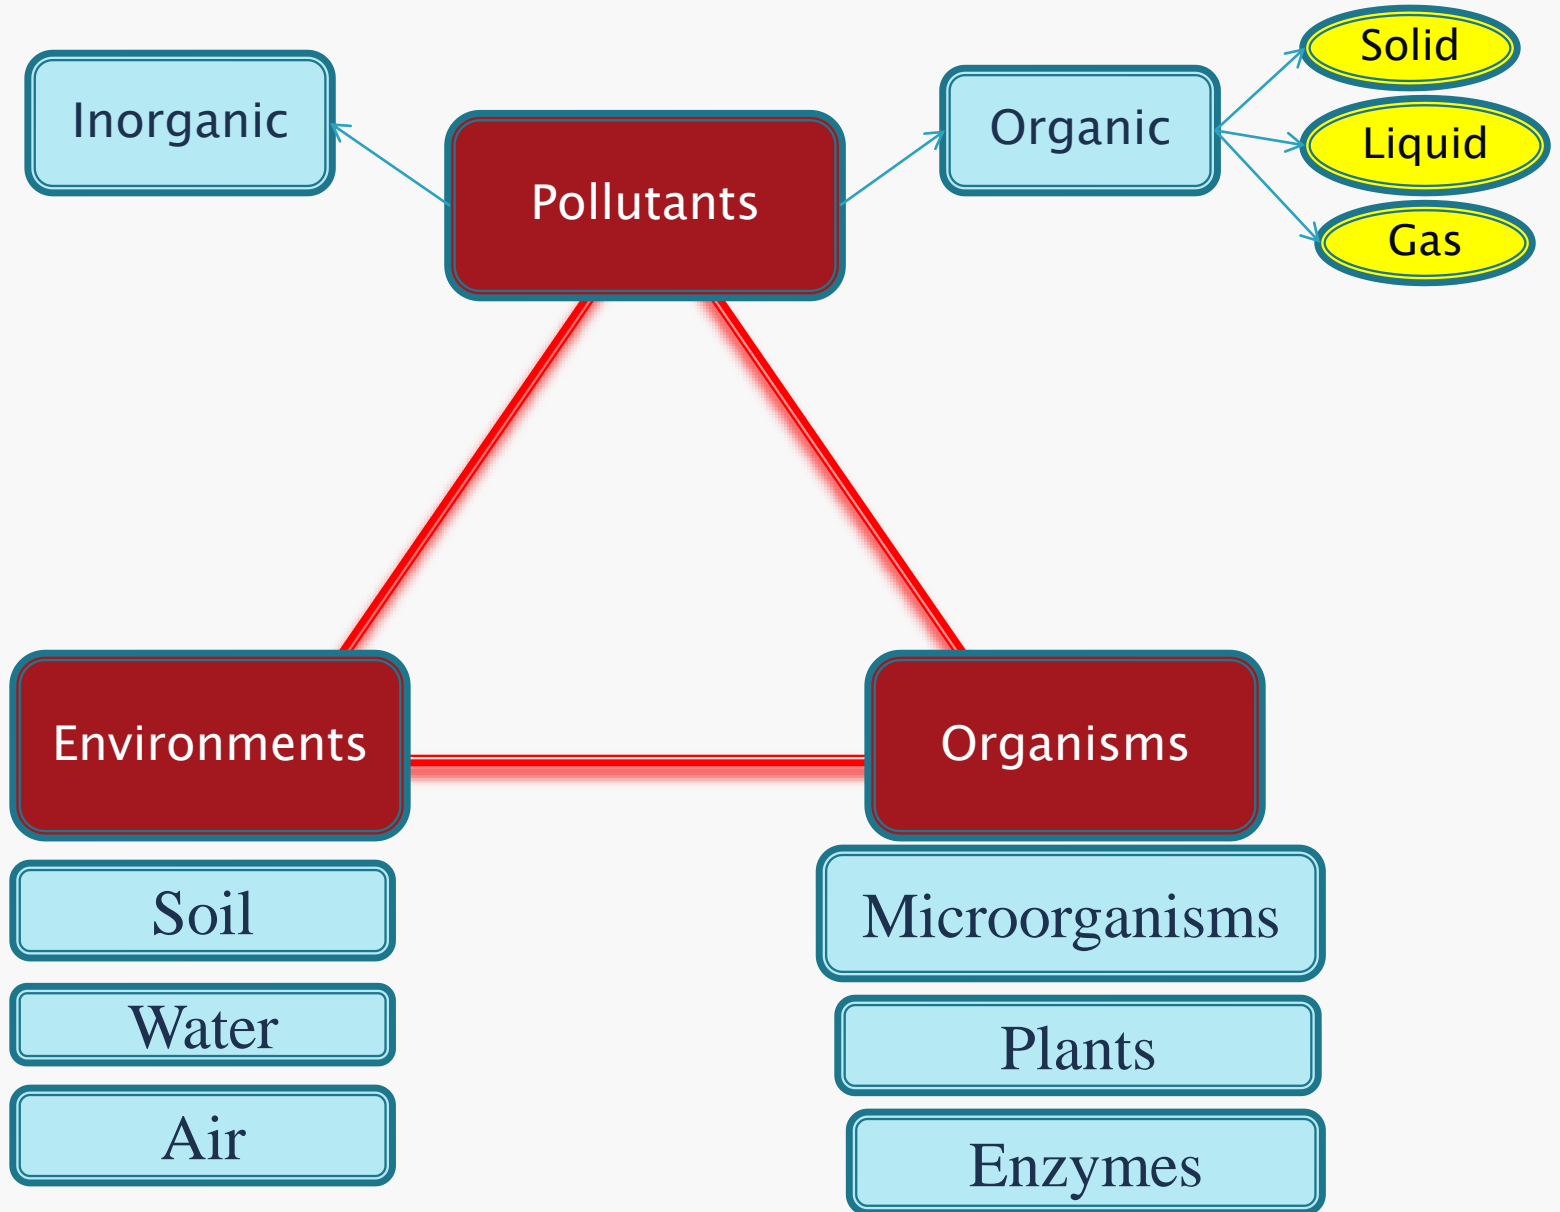 Inorganic
Pollutants
Organic
Solid
Liquid
Gas
Environments
Soil
Water
Air
Organisms
Microorganisms
Plants
Enzymes